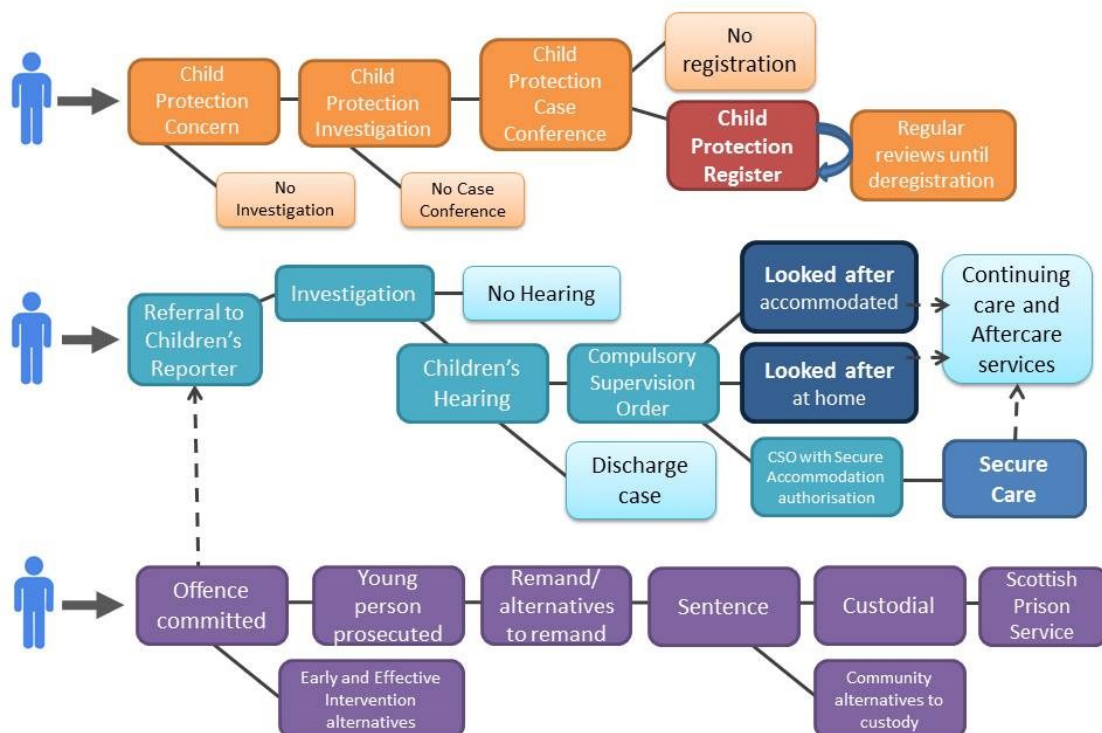 Child
Protection
Concern
Child
Protection
Investigation
Child
Protection
Case
Conference
No
registration
Child
Protection
Register
Regular
reviews until
deregistration
No
Investigation
No Case
Conference
Referral to
Children's
Reporter
Investigation
No Hearing
Children's
Hearing
Compulsory
Supervision
Order
Looked after
accommodated
Looked after
at home
Continuing
care and
Aftercare
services
Discharge
case
CSO with Secure
Accommodation
authorisation
Secure
Care
Offence
committed
Young
person
prosecuted
Remand/
alternatives
to remand
Sentence
Custodial
Scottish
Prison
Service
Early and Effective
Intervention
alternatives
Community
alternatives to
custody